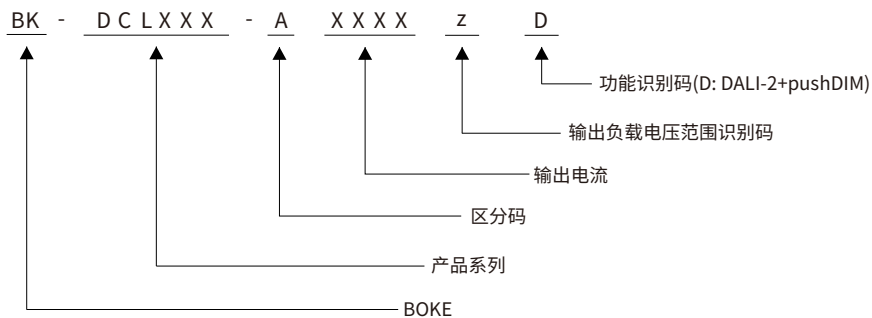 BK - DCLXXX - A XXXX z D
功能识别码(D: DALI-2+pushDIM)
输出负载电压范围识别码
输出电流
区分码
产品系列
BOKE